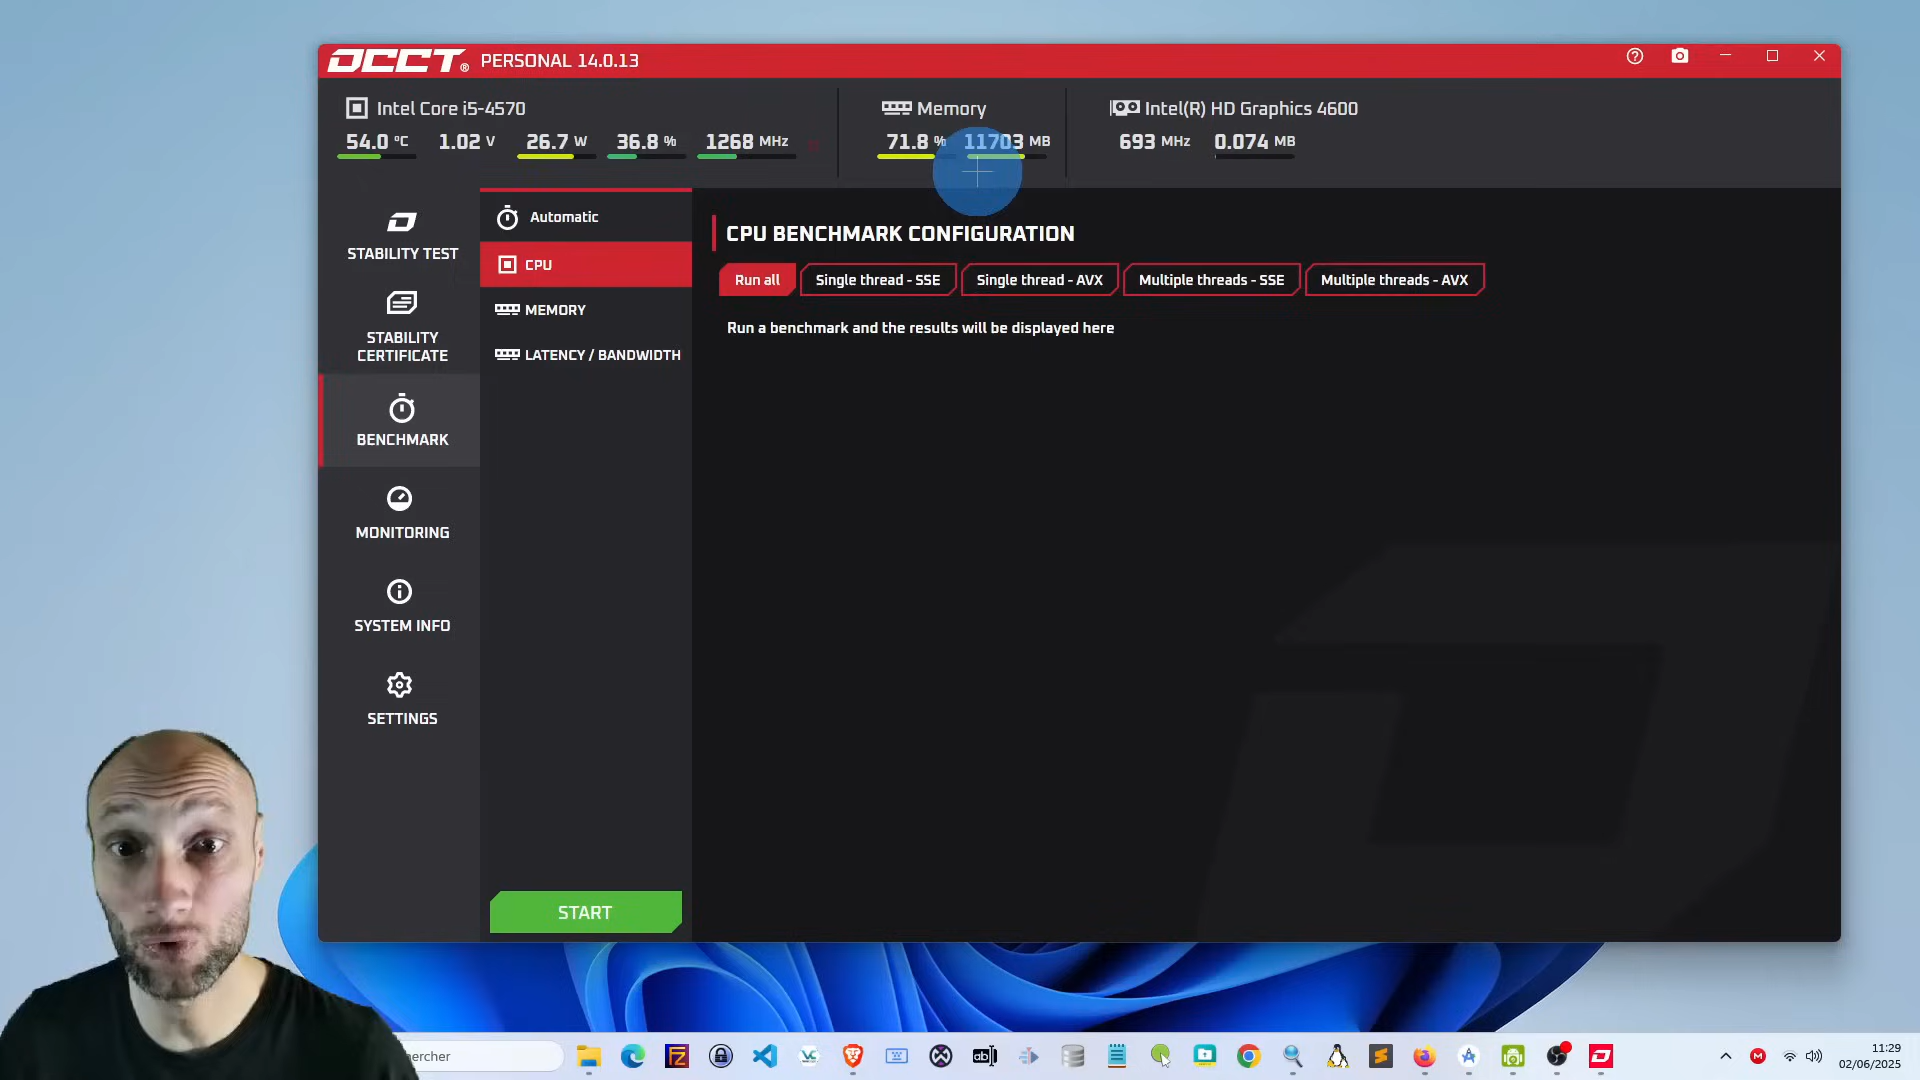 OCCT® PERSONAL 14.0.13
Intel Core i5-4570
54.0 °C 1.02 V 26.7 W 36.8 % 1268 MHz
Memory
71.8 % 11703 MB
Intel(R) HD Graphics 4600
693 MHz 0.074 MB
STABILITY TEST
STABILITY
CERTIFICATE
BENCHMARK
MONITORING
SYSTEM INFO
SETTINGS
Automatic
CPU
MEMORY
LATENCY / BANDWIDTH
START
CPU BENCHMARK CONFIGURATION
Run all
Single thread - SSE
Single thread - AVX
Multiple threads - SSE
Multiple threads - AVX
Run a benchmark and the results will be displayed here
hercher
11:29
02/06/2025